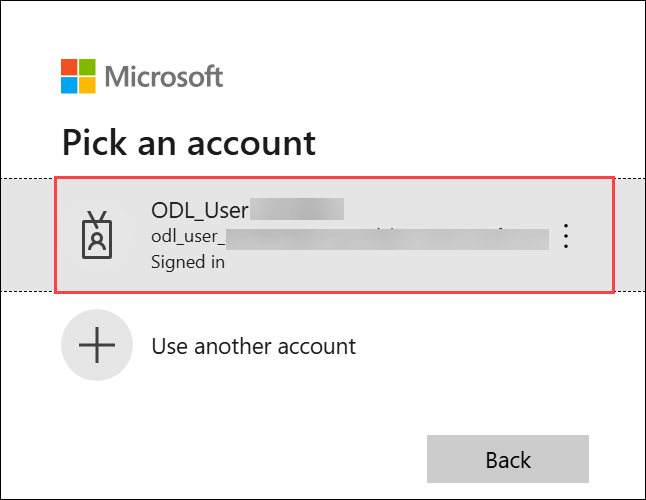 Microsoft
Pick an account
ODL_User
odl_user_
Signed in
Use another account
Back